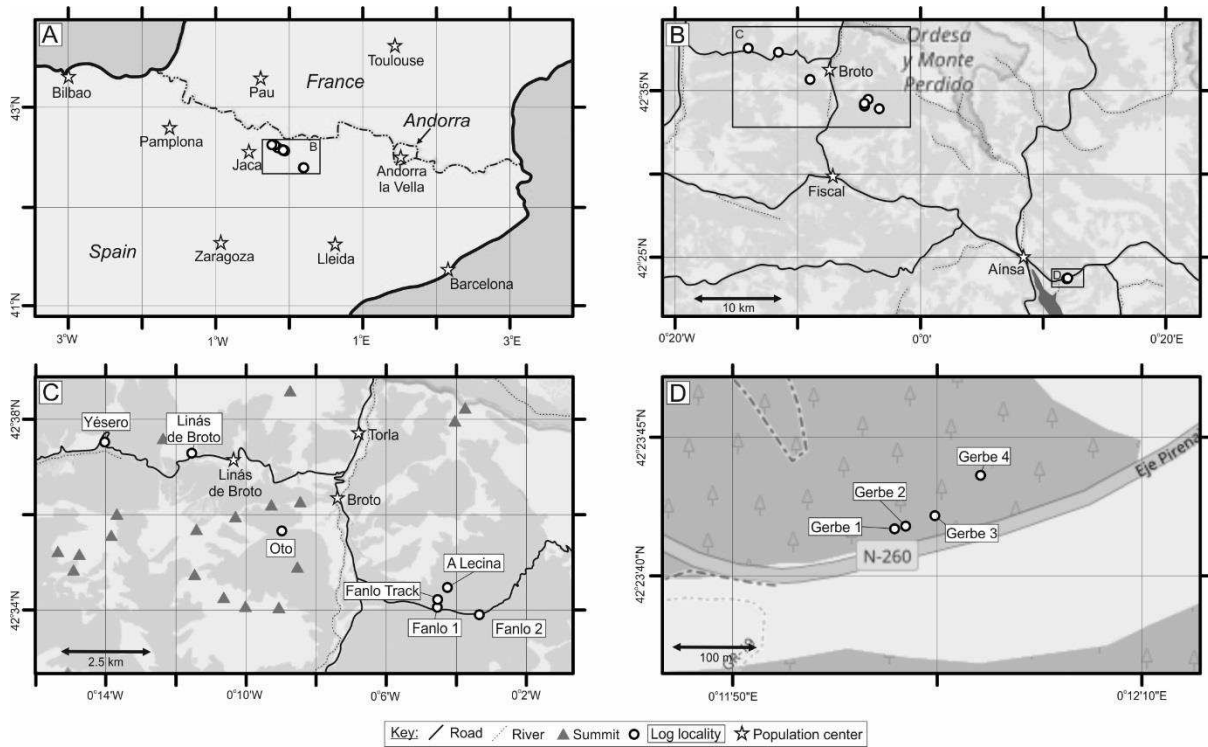 A
Toulouse
France
Bilbao
Pau
43°N
Andorra
Pamplona
B
Jaca
Andorra
la Vella
Spain
Zaragoza
Lleida
Barcelona
41°N
3°W
1°W
1°E
3°E
B
C
Ordesa
y Monte
Perdido
Broto
42°35'N
Fiscal
42°25'N
Aínsa
D
10 km
0°20'W
0°0'
0°20'E
C
42°38'N
Yésero
Linás
de Broto
Torla
Linás
de Broto
Broto
Oto
A Lecina
Fanlo Track
42°34'N
Fanlo 1
Fanlo 2
2.5 km
0°14'W
0°10'W
0°6'W
0°2'W
D
42°23'45"N
Gerbe 4
Eje Pirena
Gerbe 2
Gerbe 1
Gerbe 3
N-260
42°23'40"N
100 m
0°11'50"E
0°12'10"E
Key: Road River Summit Log locality Population center